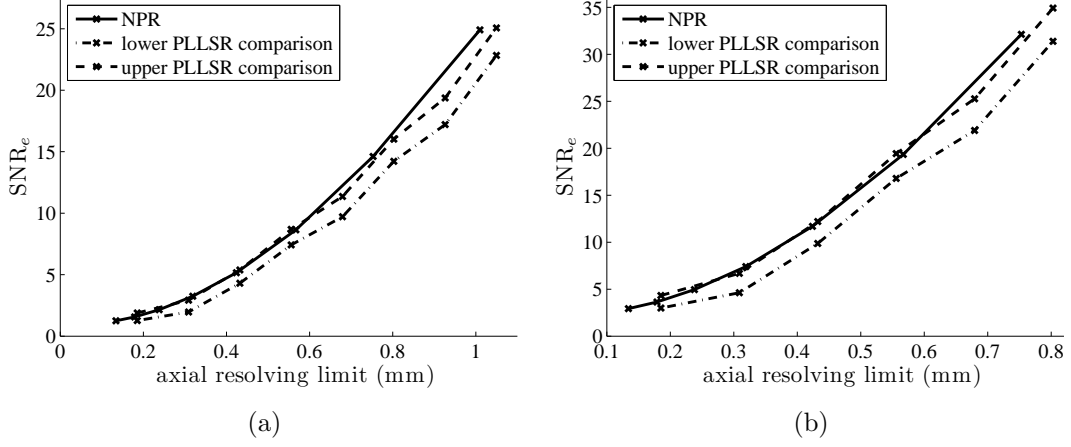 25
20
15
10
5
0
SNRₑ
NPR
lower PLLSR comparison
upper PLLSR comparison
0 0.2 0.4 0.6 0.8 1
axial resolving limit (mm)
(a)
35
30
25
20
15
10
5
0
SNRₑ
NPR
lower PLLSR comparison
upper PLLSR comparison
0.1 0.2 0.3 0.4 0.5 0.6 0.7 0.8
axial resolving limit (mm)
(b)